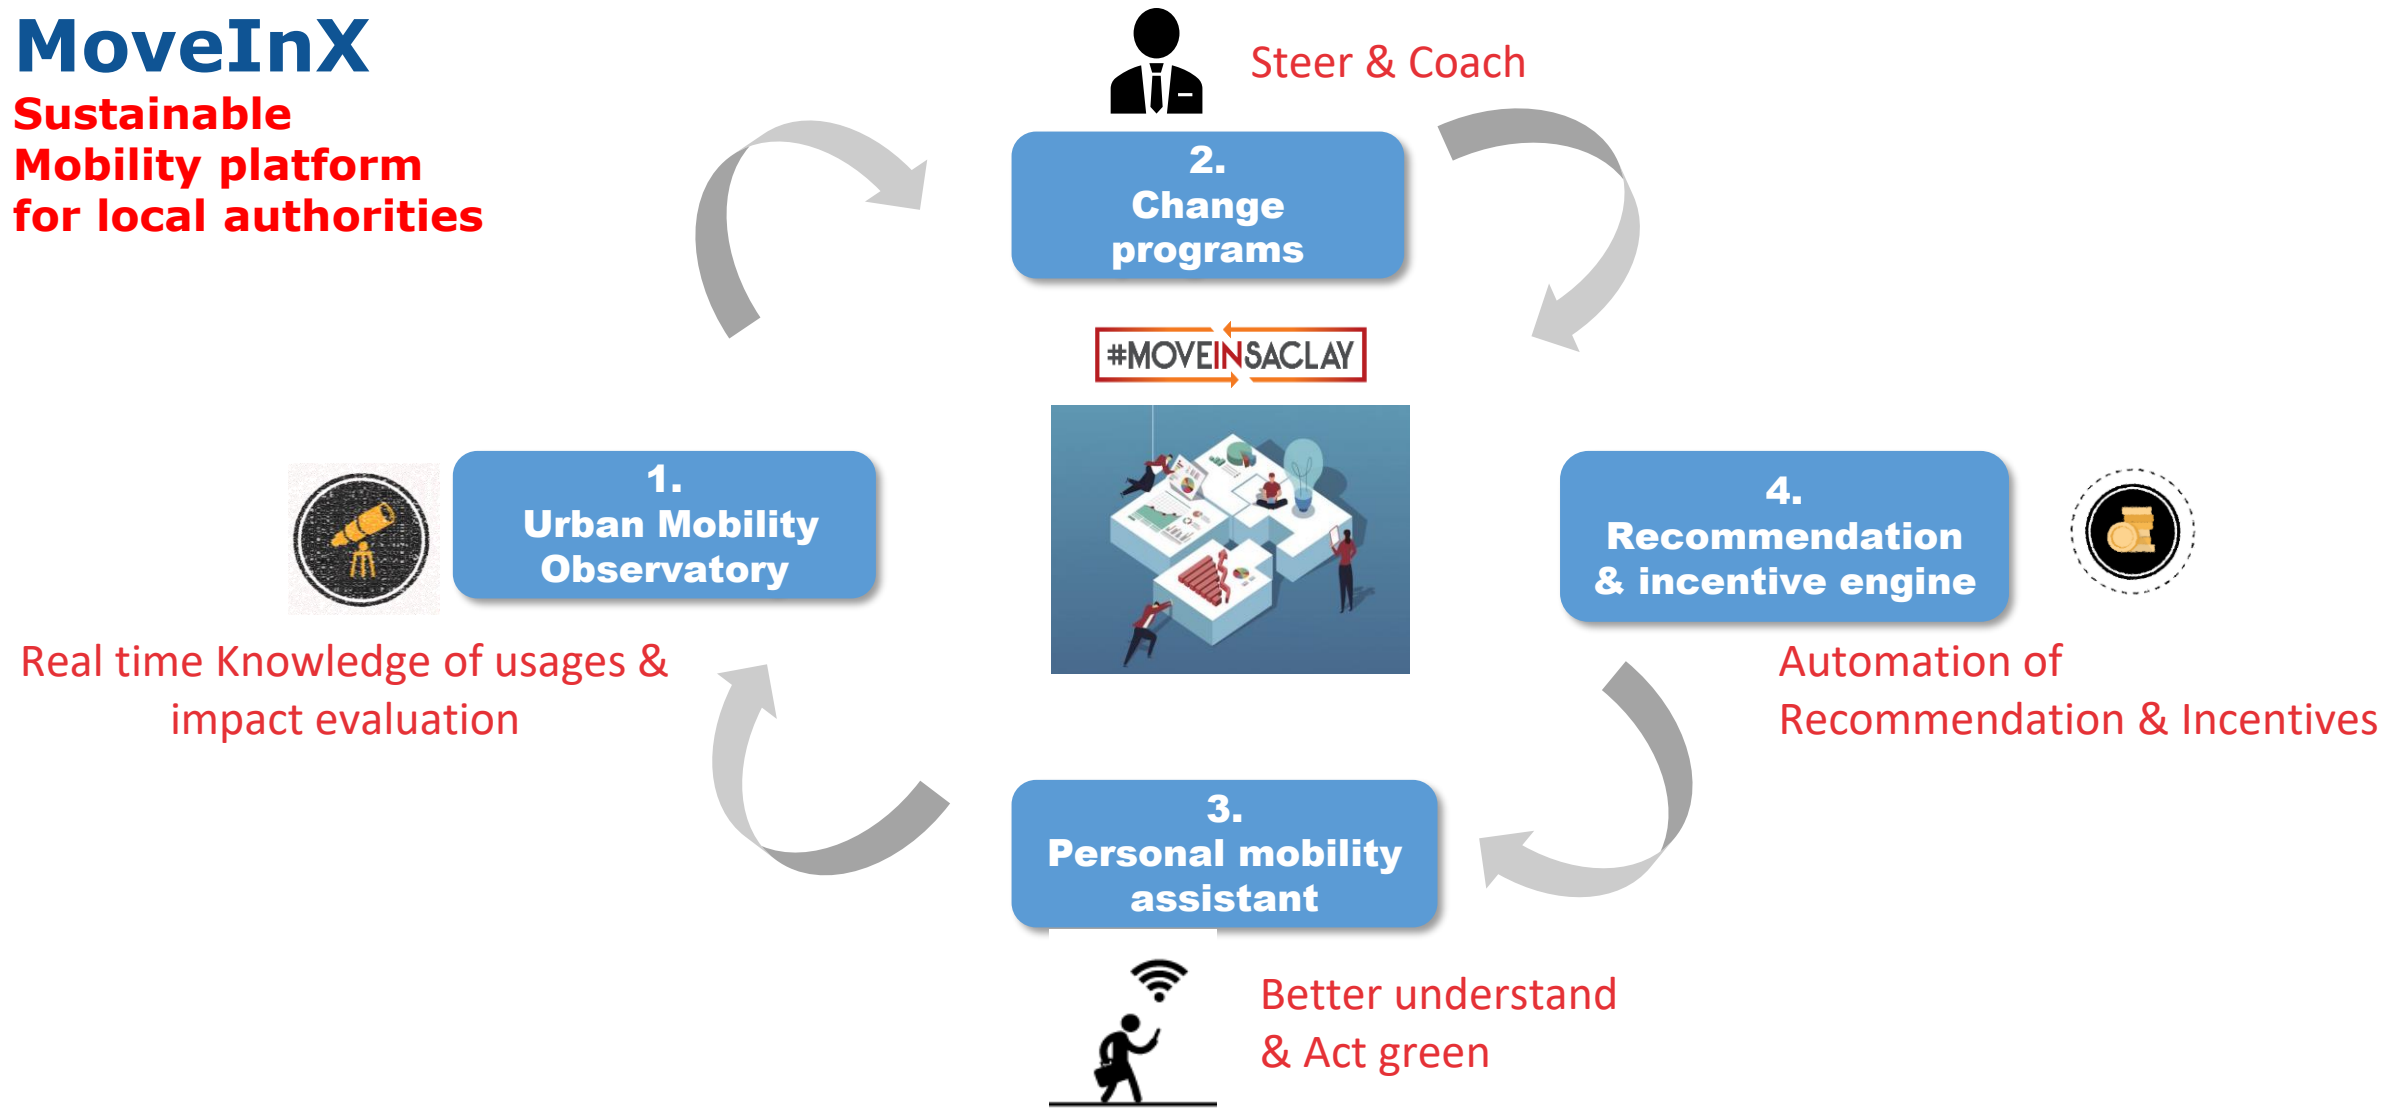 MoveInX
Sustainable
Mobility platform
for local authorities
Steer & Coach
2.
Change
programs
#MOVEINSACLAY
1.
Urban Mobility
Observatory
Real time Knowledge of usages &
impact evaluation
4.
Recommendation
& incentive engine
Automation of
Recommendation & Incentives
3.
Personal mobility
assistant
Better understand
& Act green